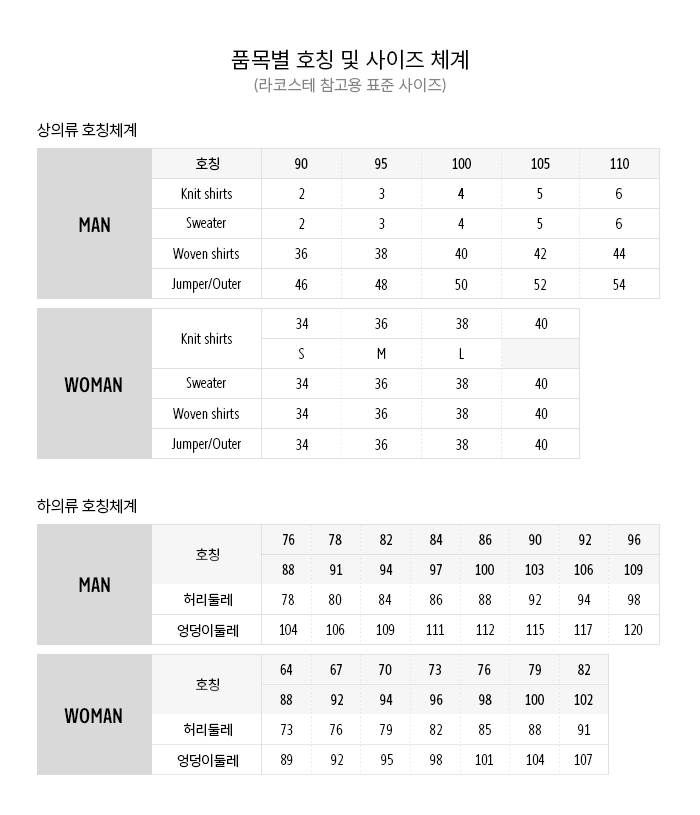 품목별 호칭 및 사이즈 체계
(라코스테 참고용 표준 사이즈)
상의류 호칭체계
MAN
호칭 90 95 100 105 110
Knit shirts 2 3 4 5 6
Sweater 2 3 4 5 6
Woven shirts 36 38 40 42 44
Jumper/Outer 46 48 50 52 54
WOMAN
Knit shirts 34 36 38 40
S M L
Sweater 34 36 38 40
Woven shirts 34 36 38 40
Jumper/Outer 34 36 38 40
하의류 호칭체계
MAN
호칭 76 78 82 84 86 90 92 96
88 91 94 97 100 103 106 109
허리둘레 78 80 84 86 88 92 94 98
엉덩이둘레 104 106 109 111 112 115 117 120
WOMAN
호칭 64 67 70 73 76 79 82
88 92 94 96 98 100 102
허리둘레 73 76 79 82 85 88 91
엉덩이둘레 89 92 95 98 101 104 107